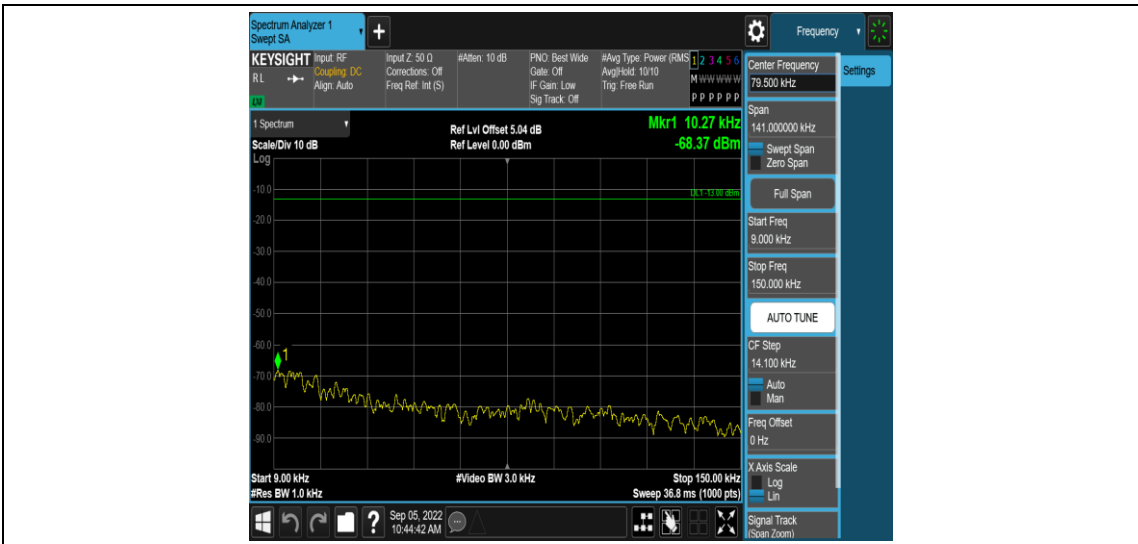 Spectrum Analyzer 1
Swept SA
+
Frequency
KEYSIGHT
RL
LXI
Input: RF
Coupling: DC
Align: Auto
Input Z: 50 Ω
Corrections: Off
Freq Ref: Int (S)
#Atten: 10 dB
PNO: Best Wide
Gate: Off
IF Gain: Low
Sig Track: Off
#Avg Type: Power (RMS
Avg|Hold: 10/10
Trig: Free Run
1 2 3 4 5 6
M W W W W W
P P P P P P
Center Frequency
79.500 kHz
Settings
Span
141.000000 kHz
Swept Span
Zero Span
Full Span
Start Freq
9.000 kHz
Stop Freq
150.000 kHz
AUTO TUNE
CF Step
14.100 kHz
Auto
Man
Freq Offset
0 Hz
X Axis Scale
Log
Lin
Signal Track
(Span Zoom)
1 Spectrum
Scale/Div 10 dB
Ref Lvl Offset 5.04 dB
Ref Level 0.00 dBm
Mkr1 10.27 kHz
-68.37 dBm
Log
DL1 -13.00 dBm
-10.0
-20.0
-30.0
-40.0
-50.0
-60.0
1
-70.0
-80.0
-90.0
Start 9.00 kHz
#Video BW 3.0 kHz
Stop 150.00 kHz
#Res BW 1.0 kHz
Sweep 36.8 ms (1000 pts)
?
Sep 05, 2022
10:44:42 AM